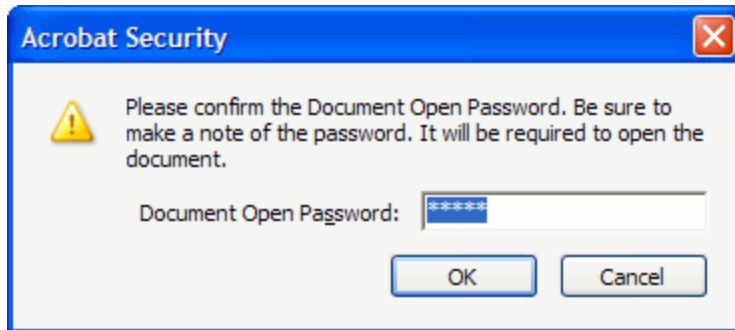 Acrobat Security
Please confirm the Document Open Password. Be sure to
make a note of the password. It will be required to open the
document.
Document Open Password: *****
OK Cancel